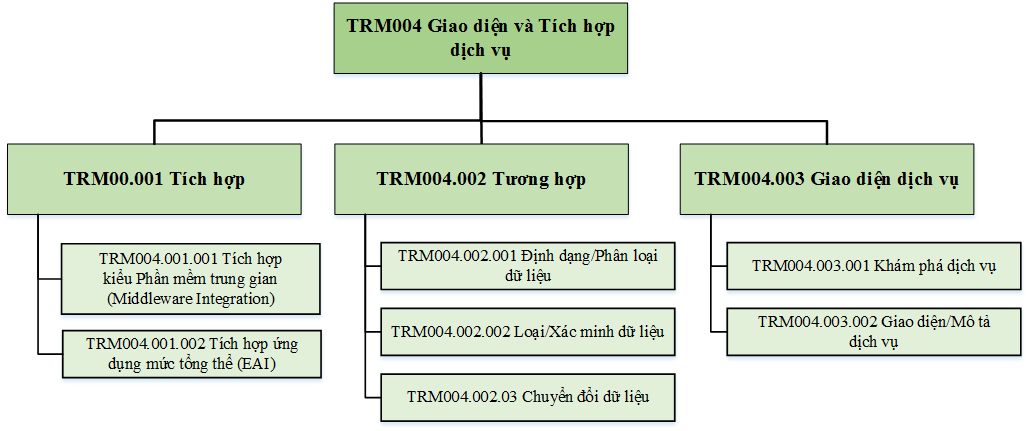 TRM004 Giao diện và Tích hợp
dịch vụ
TRM00.001 Tích hợp
TRM004.002 Tương hợp
TRM004.003 Giao diện dịch vụ
TRM004.001.001 Tích hợp
kiểu Phần mềm trung gian
(Middleware Integration)
TRM004.001.002 Tích hợp ứng
dụng mức tổng thể (EAI)
TRM004.002.001 Định dạng/Phân loại
dữ liệu
TRM004.002.002 Loại/Xác minh dữ liệu
TRM004.002.03 Chuyển đổi dữ liệu
TRM004.003.001 Khám phá dịch vụ
TRM004.003.002 Giao diện/Mô tả
dịch vụ